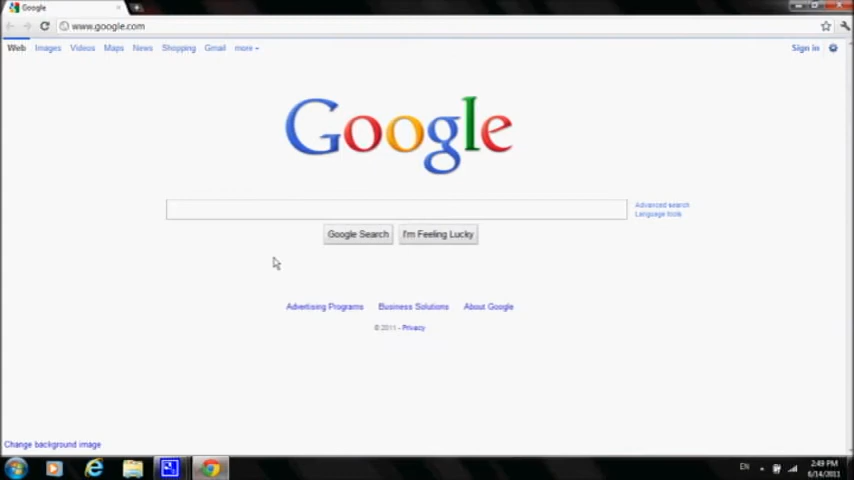 Google
www.google.com
Web Images Videos Maps News Shopping Gmail more
Sign in
Google
Advanced search
Language tools
Google Search I'm Feeling Lucky
Advertising Programs Business Solutions About Google
© 2011 - Privacy
Change background image
EN
2:49 PM
6/14/2011